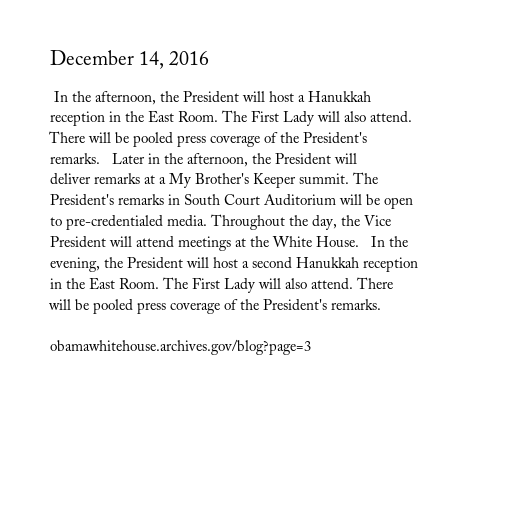 December 14, 2016
In the afternoon, the President will host a Hanukkah
reception in the East Room. The First Lady will also attend.
There will be pooled press coverage of the President's
remarks.   Later in the afternoon, the President will
deliver remarks at a My Brother's Keeper summit. The
President's remarks in South Court Auditorium will be open
to pre-credentialed media. Throughout the day, the Vice
President will attend meetings at the White House.   In the
evening, the President will host a second Hanukkah reception
in the East Room. The First Lady will also attend. There
will be pooled press coverage of the President's remarks.
obamawhitehouse.archives.gov/blog?page=3